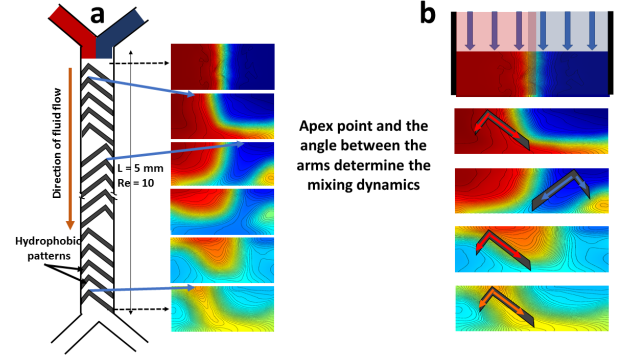 a
b
Direction of fluid flow
L = 5 mm
Re = 10
Hydrophobic
patterns
Apex point and the
angle between the
arms determine the
mixing dynamics